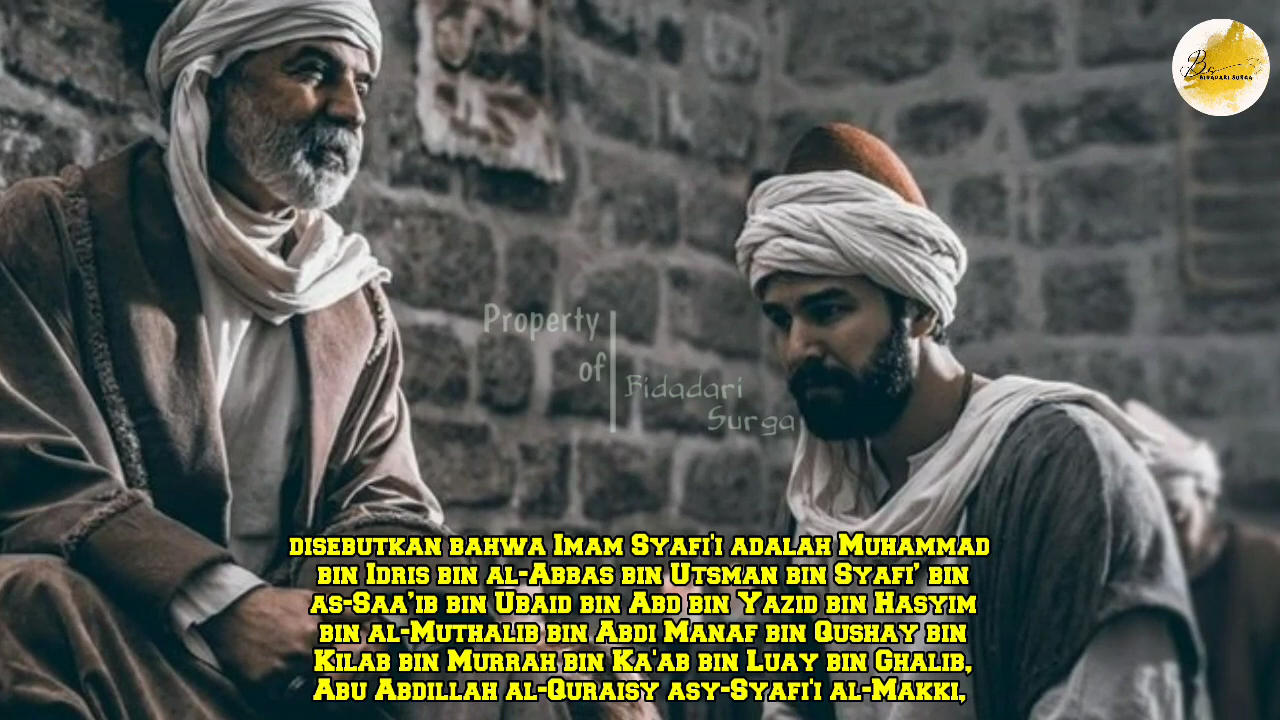 Bidadari Surga
Property
of
Bidadari
Surga
disebutkan bahwa Imam Syafi'i adalah Muhammad
bin Idris bin al-Abbas bin Utsman bin Syafi’ bin
as-Saa’ib bin Ubaid bin Abd bin Yazid bin Hasyim
bin al-Muthalib bin Abdi Manaf bin Qushay bin
Kilab bin Murrah bin Ka'ab bin Luay bin Ghalib,
Abu Abdillah al-Quraisy asy-Syafi'i al-Makki,